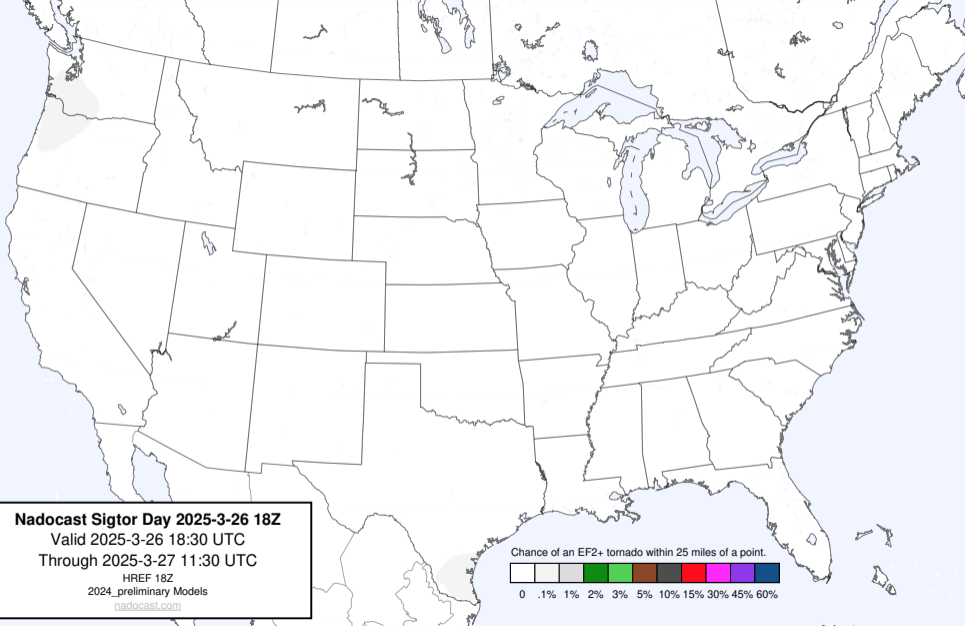 Nadocast Sigtor Day 2025-3-26 18Z
Valid 2025-3-26 18:30 UTC
Through 2025-3-27 11:30 UTC
HREF 18Z
2024_preliminary Models
nadocast.com
Chance of an EF2+ tornado within 25 miles of a point.
0 .1% 1% 2% 3% 5% 10% 15% 30% 45% 60%